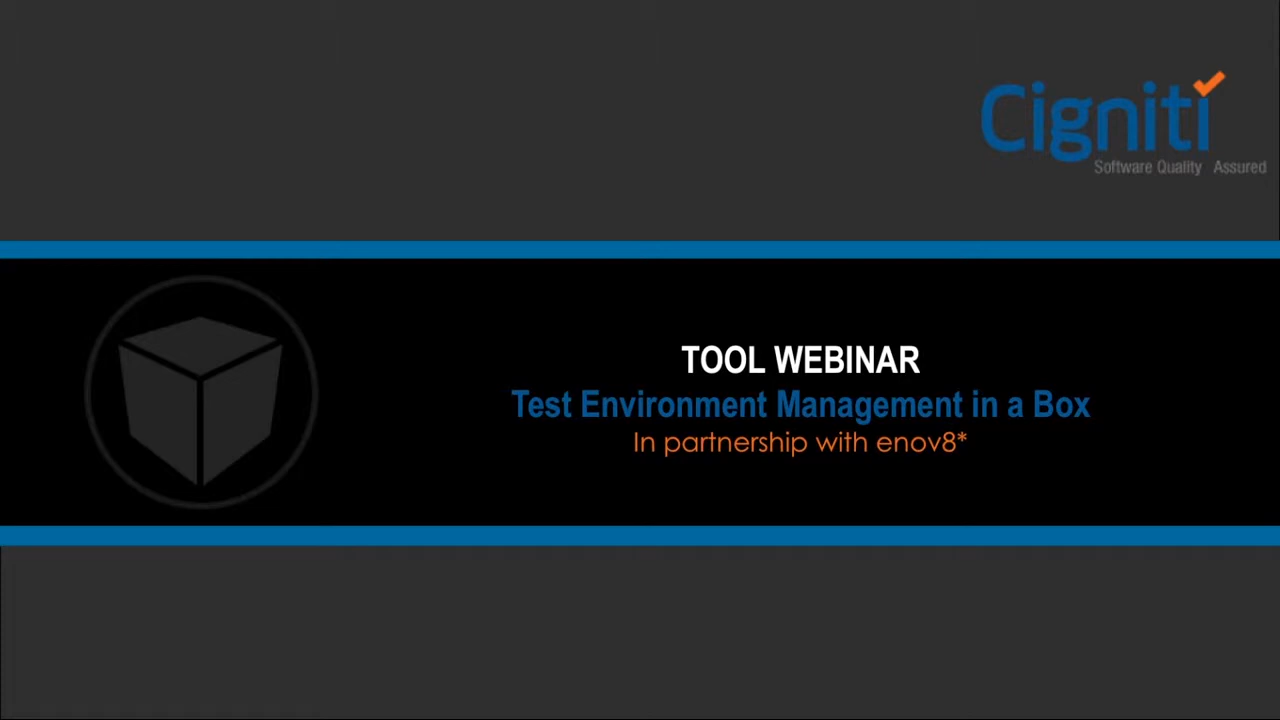 Cigniti
Software Quality Assured
TOOL WEBINAR
Test Environment Management in a Box
In partnership with enov8*